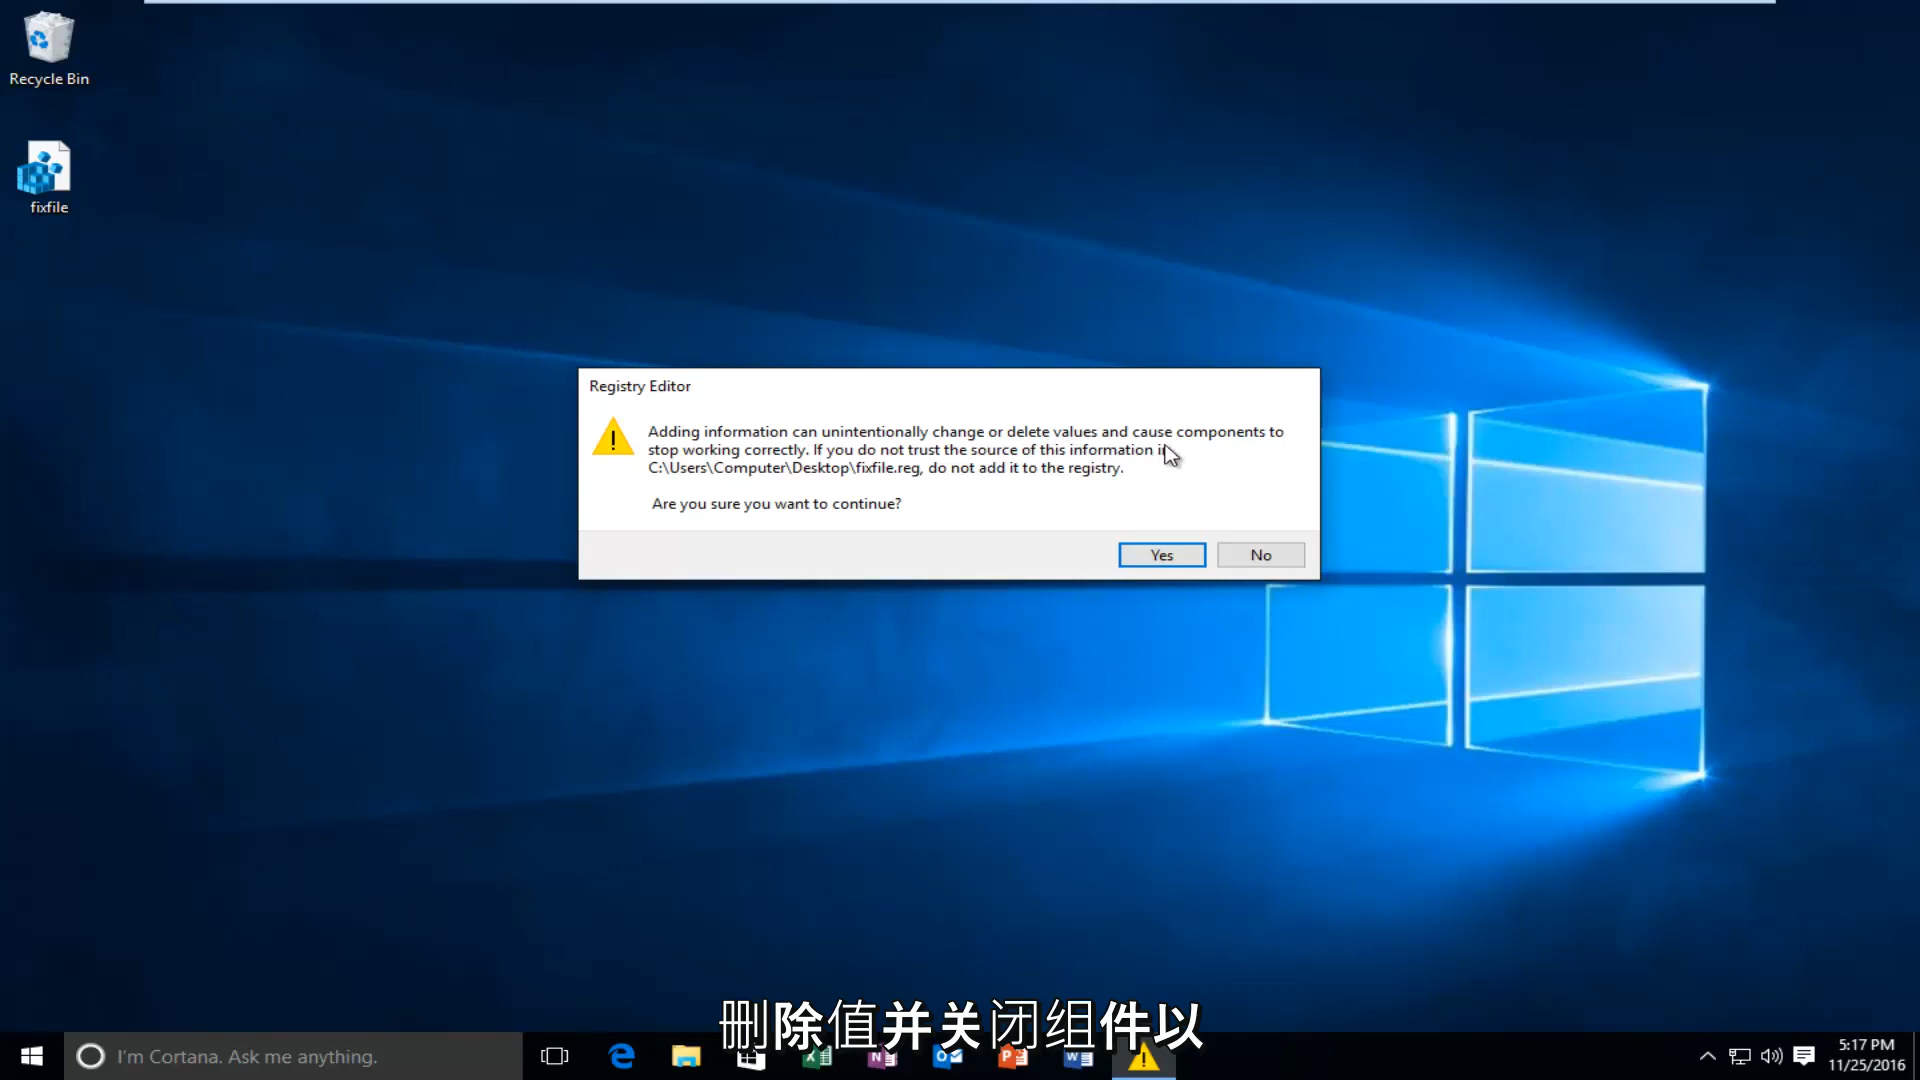 Recycle Bin
fixfile
Registry Editor
Adding information can unintentionally change or delete values and cause components to
stop working correctly. If you do not trust the source of this information
C:\Users\Computer\Desktop\fixfile.reg, do not add it to the registry.
Are you sure you want to continue?
Yes
No
删除值并关闭组件以
I'm Cortana. Ask me anything.
5:17 PM
11/25/2016